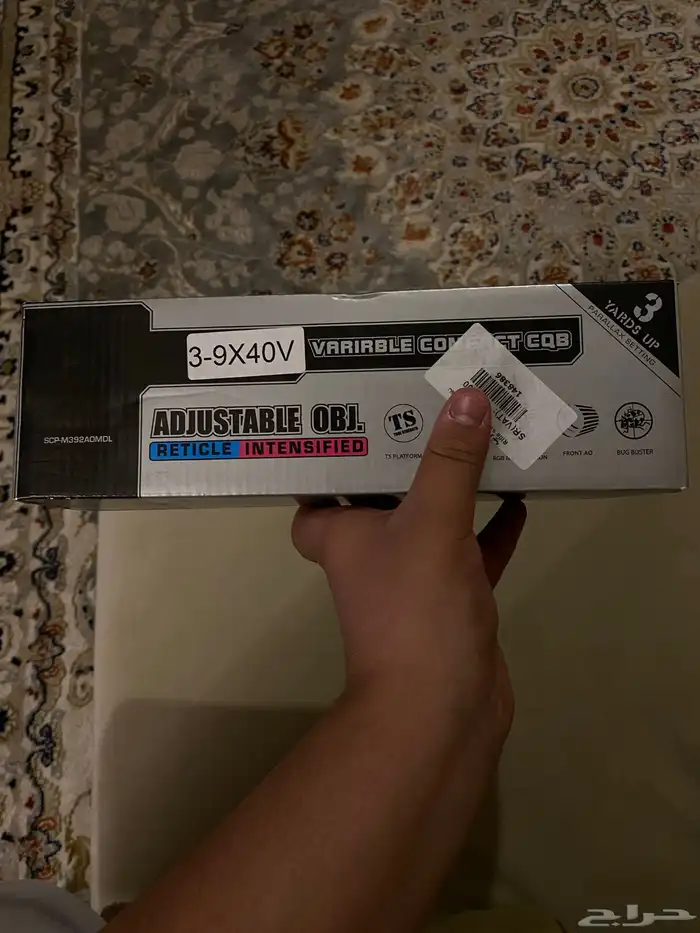 3
YARDS UP
PARALLAX SETTING
3-9X40V
VARIRBLE COMPACT CQB
ADJUSTABLE OBJ.
RETICLE INTENSIFIED
TS
SCP-M392AOMDL
148386
TS PLATFORM
FRONT AO
BUG BUSTER
حراج